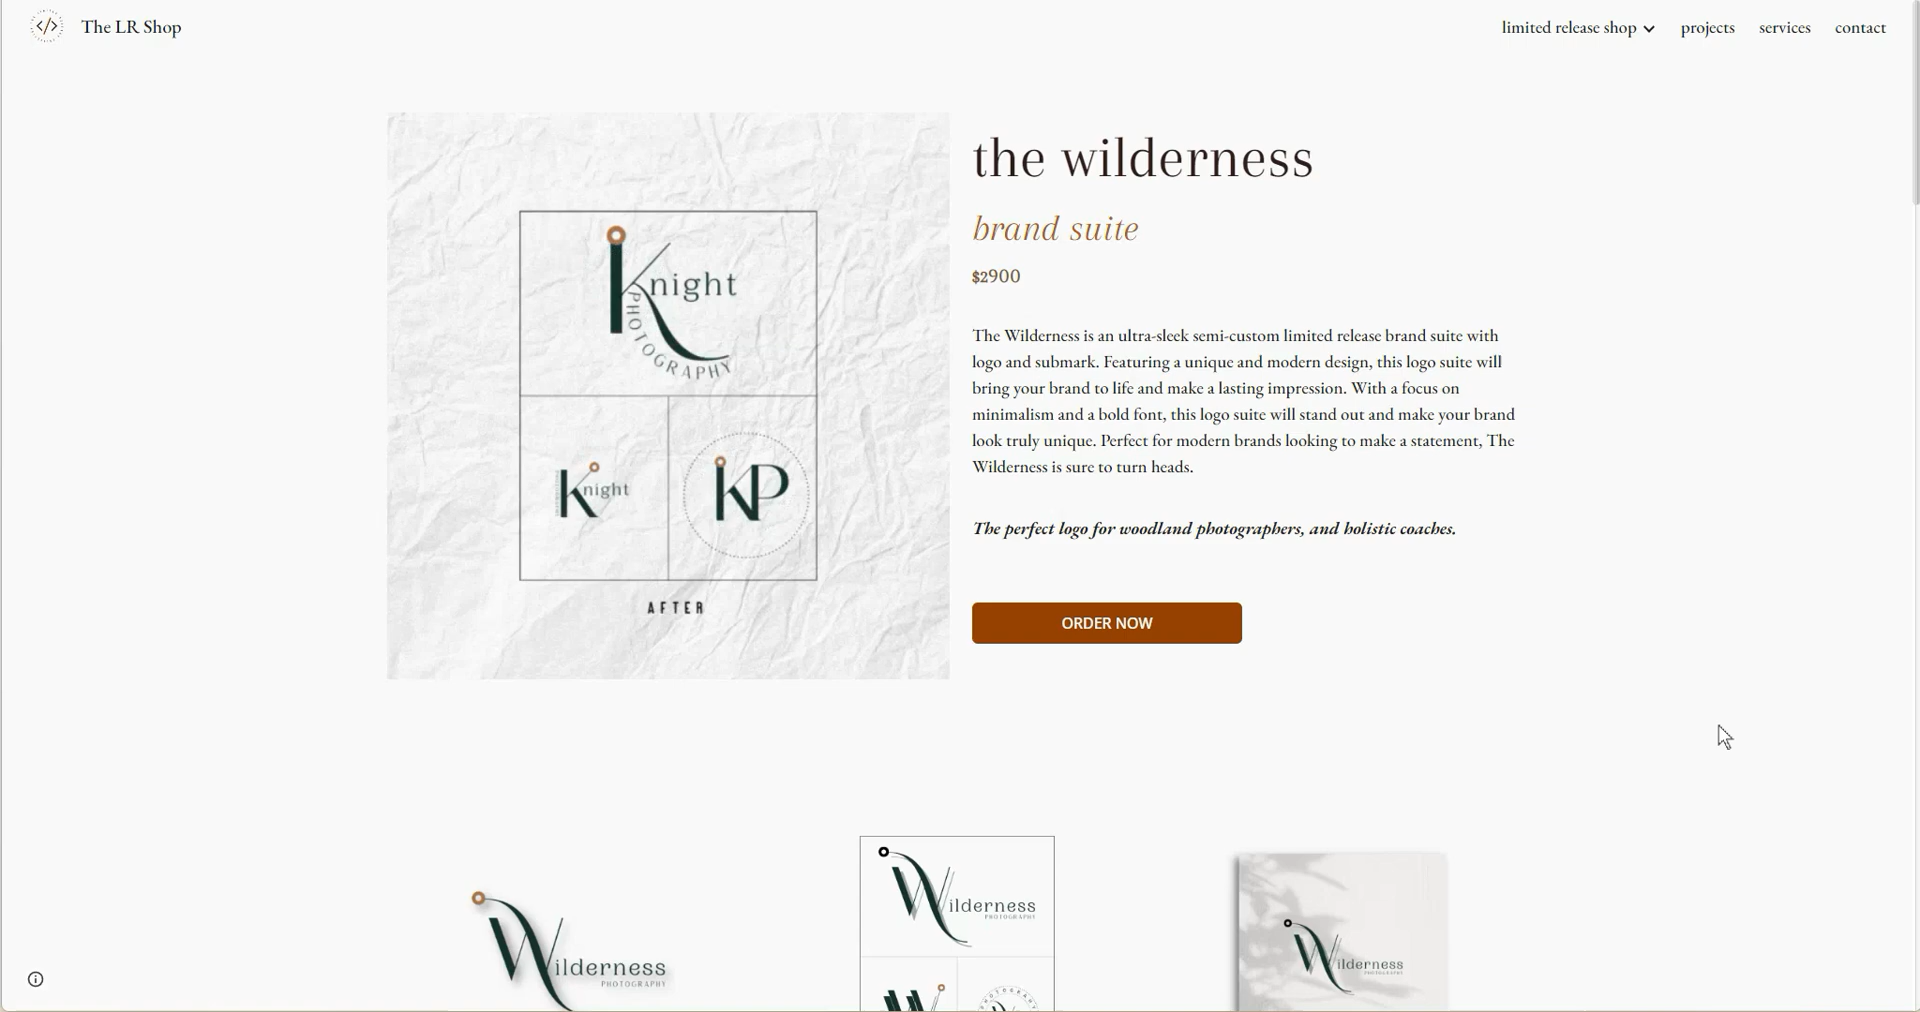 The LR Shop
limited release shop
projects
services
contact
Knight
PHOTOGRAPHY
Knight
KP
AFTER
the wilderness
brand suite
$2900
The Wilderness is an ultra-sleek semi-custom limited release brand suite with
logo and submark. Featuring a unique and modern design, this logo suite will
bring your brand to life and make a lasting impression. With a focus on
minimalism and a bold font, this logo suite will stand out and make your brand
look truly unique. Perfect for modern brands looking to make a statement, The
Wilderness is sure to turn heads.
The perfect logo for woodland photographers, and holistic coaches.
ORDER NOW
Wilderness
PHOTOGRAPHY
Wilderness
PHOTOGRAPHY
W
PHOTOGRAPHY
Wilderness
PHOTOGRAPHY